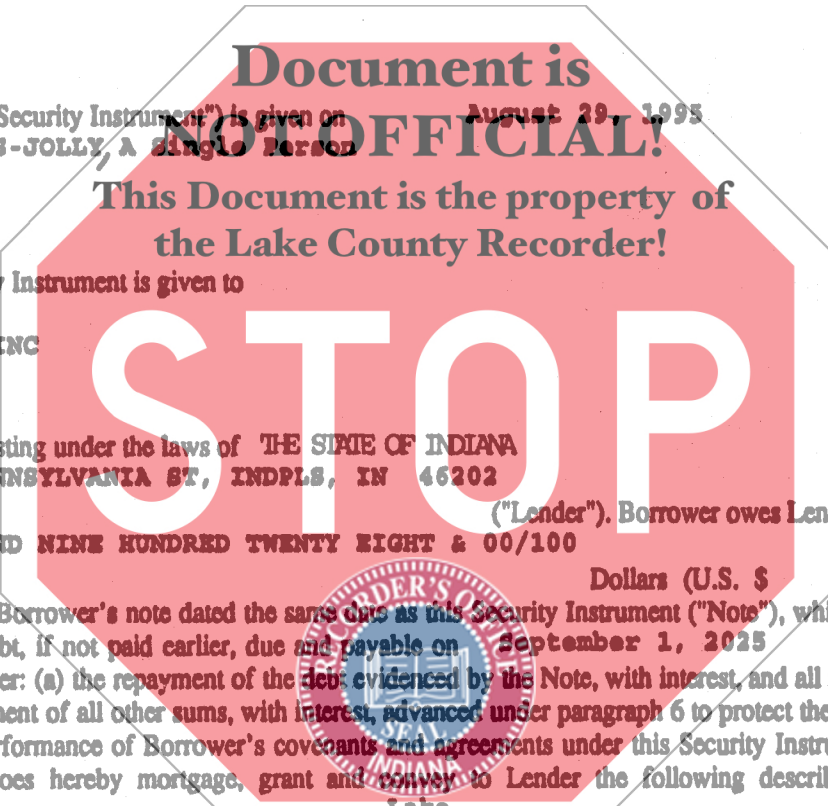 Document is
Security Instrument") is given on August 29, 1995
NOT OFFICIAL!
S-JOLLY, A Single Person
This Document is the property of
the Lake County Recorder!
Instrument is given to
INC
STOP
sting under the laws of THE STATE OF INDIANA
NNSYLVANIA ST, INDPLS, IN 46202
("Lender"). Borrower owes Len
ND NINE HUNDRED TWENTY EIGHT & 00/100
Dollars (U.S. $
Borrower's note dated the same date as this Security Instrument ("Note"), whi
bt, if not paid earlier, due and payable on September 1, 2025
er: (a) the repayment of the debt evidenced by the Note, with interest, and all
ment of all other sums, with interest, advanced under paragraph 6 to protect the
formance of Borrower's covenants and agreements under this Security Instru
oes hereby mortgage, grant and convey to Lender the following descri
Lake
RECORDER'S OFFICE
SEAL
INDIANA